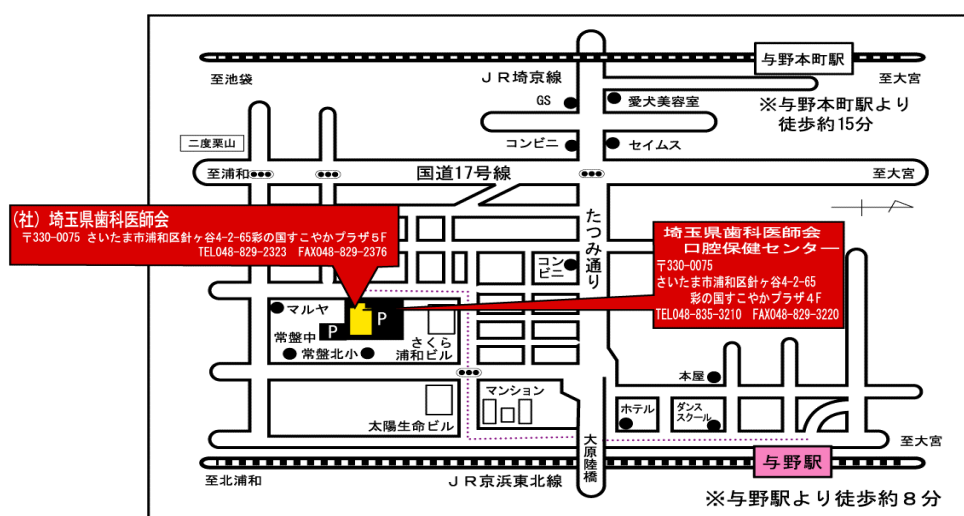 与野本町駅
至池袋
JR埼京線
至大宮
GS
愛犬美容室
※与野本町駅より
徒歩約15分
二度栗山
コンビニ
セイムス
至浦和
国道17号線
至大宮
(社) 埼玉県歯科医師会
〒330-0075 さいたま市浦和区針ヶ谷4-2-65彩の国すこやかプラザ5F
TEL048-829-2323 FAX048-829-2376
たつみ通り
埼玉県歯科医師会
口腔保健センター
〒330-0075
さいたま市浦和区針ヶ谷4-2-65
彩の国すこやかプラザ4F
TEL048-835-3210 FAX048-829-3220
コン
ビニ
マルヤ
P
P
常盤中
常盤北小
さくら
浦和ビル
本屋
マンション
ホテル
ダンス
スクール
太陽生命ビル
大原陸橋
至大宮
与野駅
至北浦和
JR京浜東北線
※与野駅より徒歩約8分